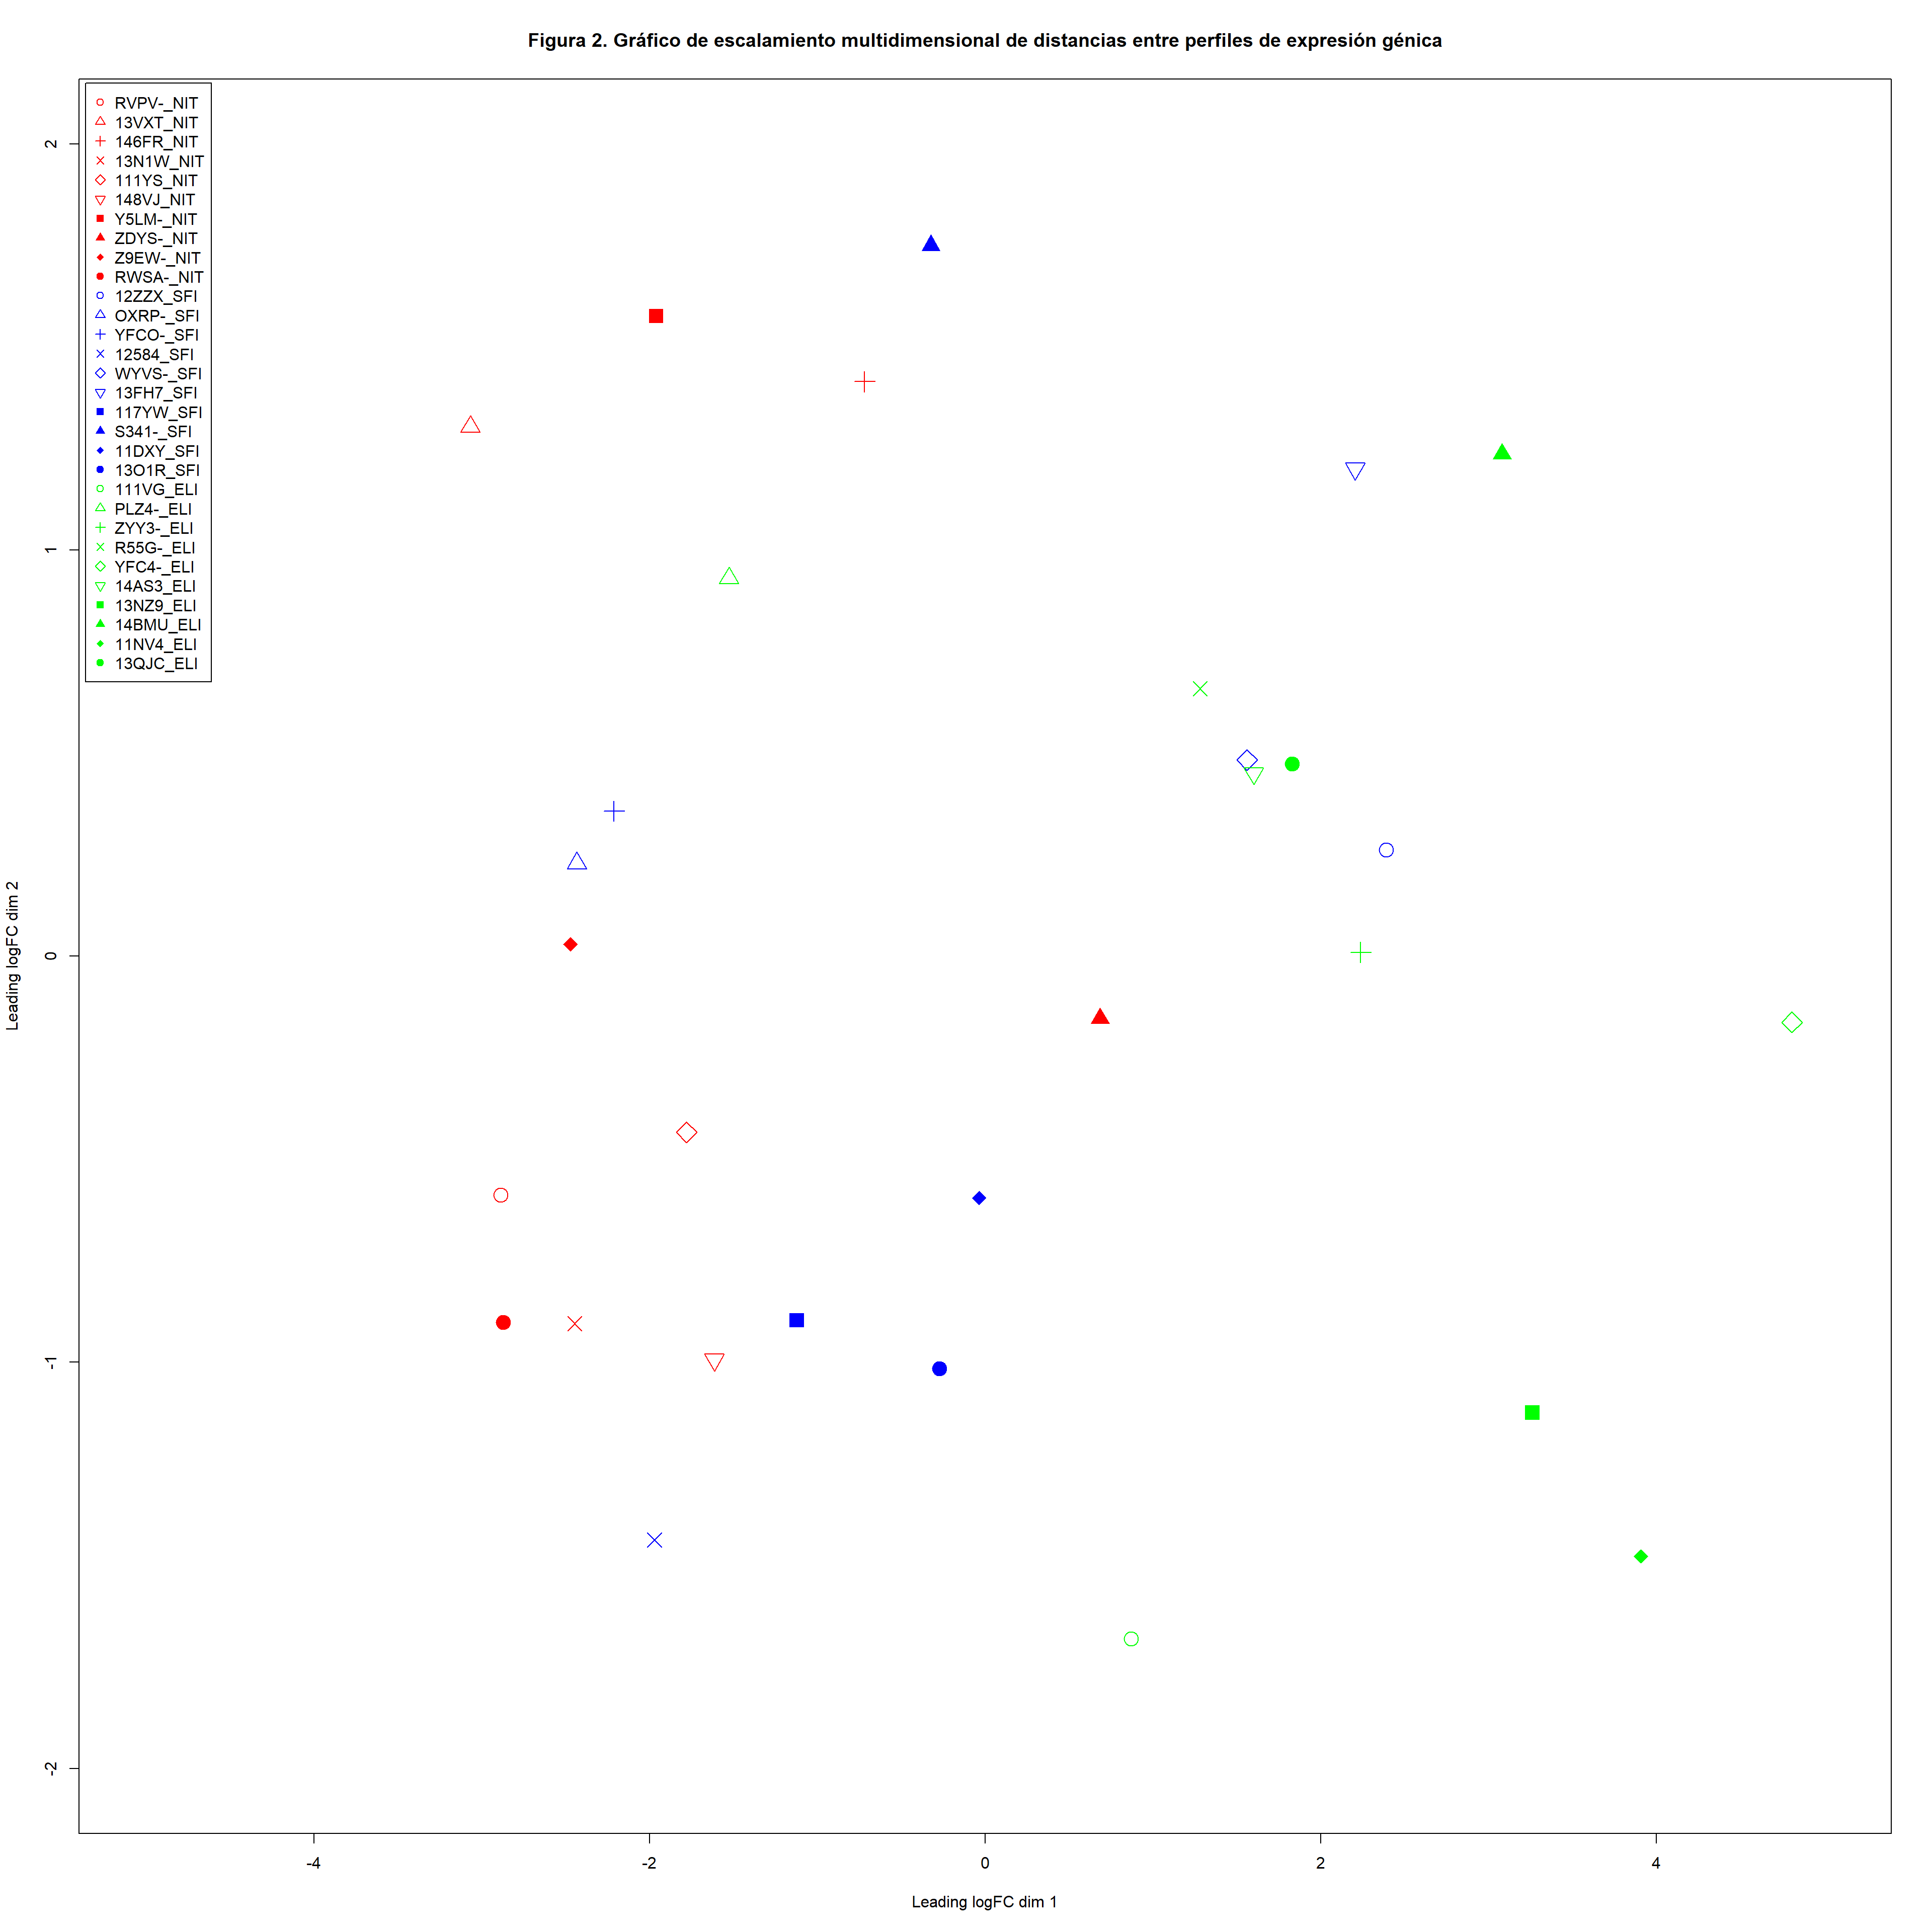 Figura 2. Gráfico de escalamiento multidimensional de distancias entre perfiles de expresión génica
RVPV-_NIT
13VXT_NIT
146FR_NIT
13N1W_NIT
111YS_NIT
148VJ_NIT
Y5LM-_NIT
ZDYS-_NIT
Z9EW-_NIT
RWSA-_NIT
12ZZX_SFI
OXRP-_SFI
YFCO-_SFI
12584_SFI
WYVS-_SFI
13FH7_SFI
117YW_SFI
S341-_SFI
11DXY_SFI
13O1R_SFI
111VG_ELI
PLZ4-_ELI
ZYY3-_ELI
R55G-_ELI
YFC4-_ELI
14AS3_ELI
13NZ9_ELI
14BMU_ELI
11NV4_ELI
13QJC_ELI
2
1
0
-1
-2
Leading logFC dim 2
-4
-2
0
2
4
Leading logFC dim 1